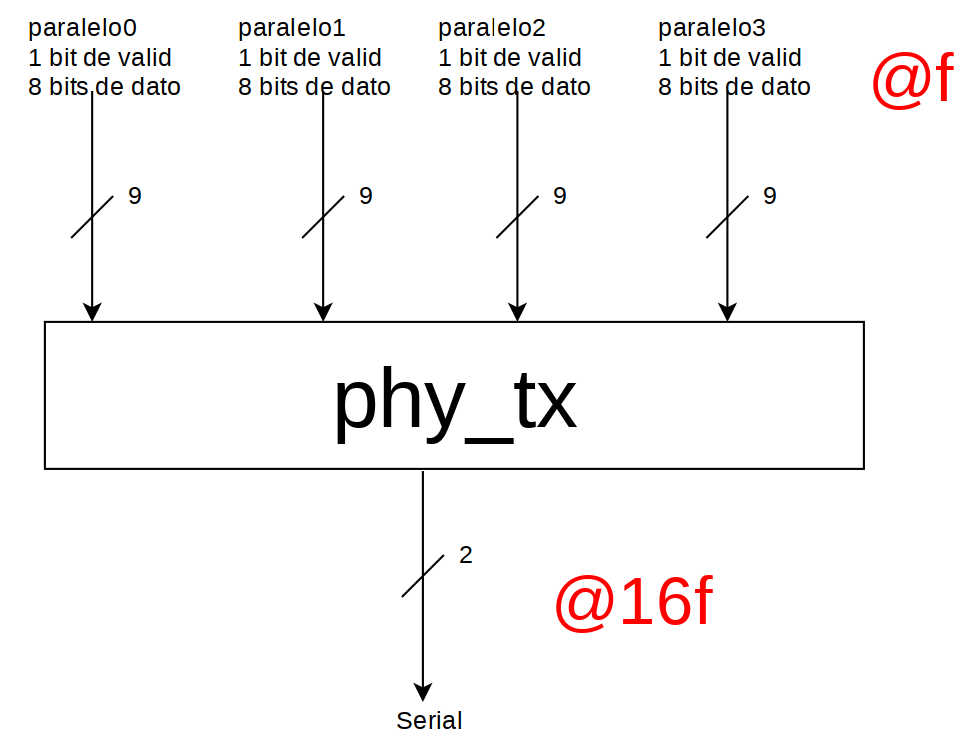 paralelo0
1 bit de valid
8 bits de dato
paralelo1
1 bit de valid
8 bits de dato
paralelo2
1 bit de valid
8 bits de dato
paralelo3
1 bit de valid
8 bits de dato
@f
9
9
9
9
phy_tx
2
@16f
Serial